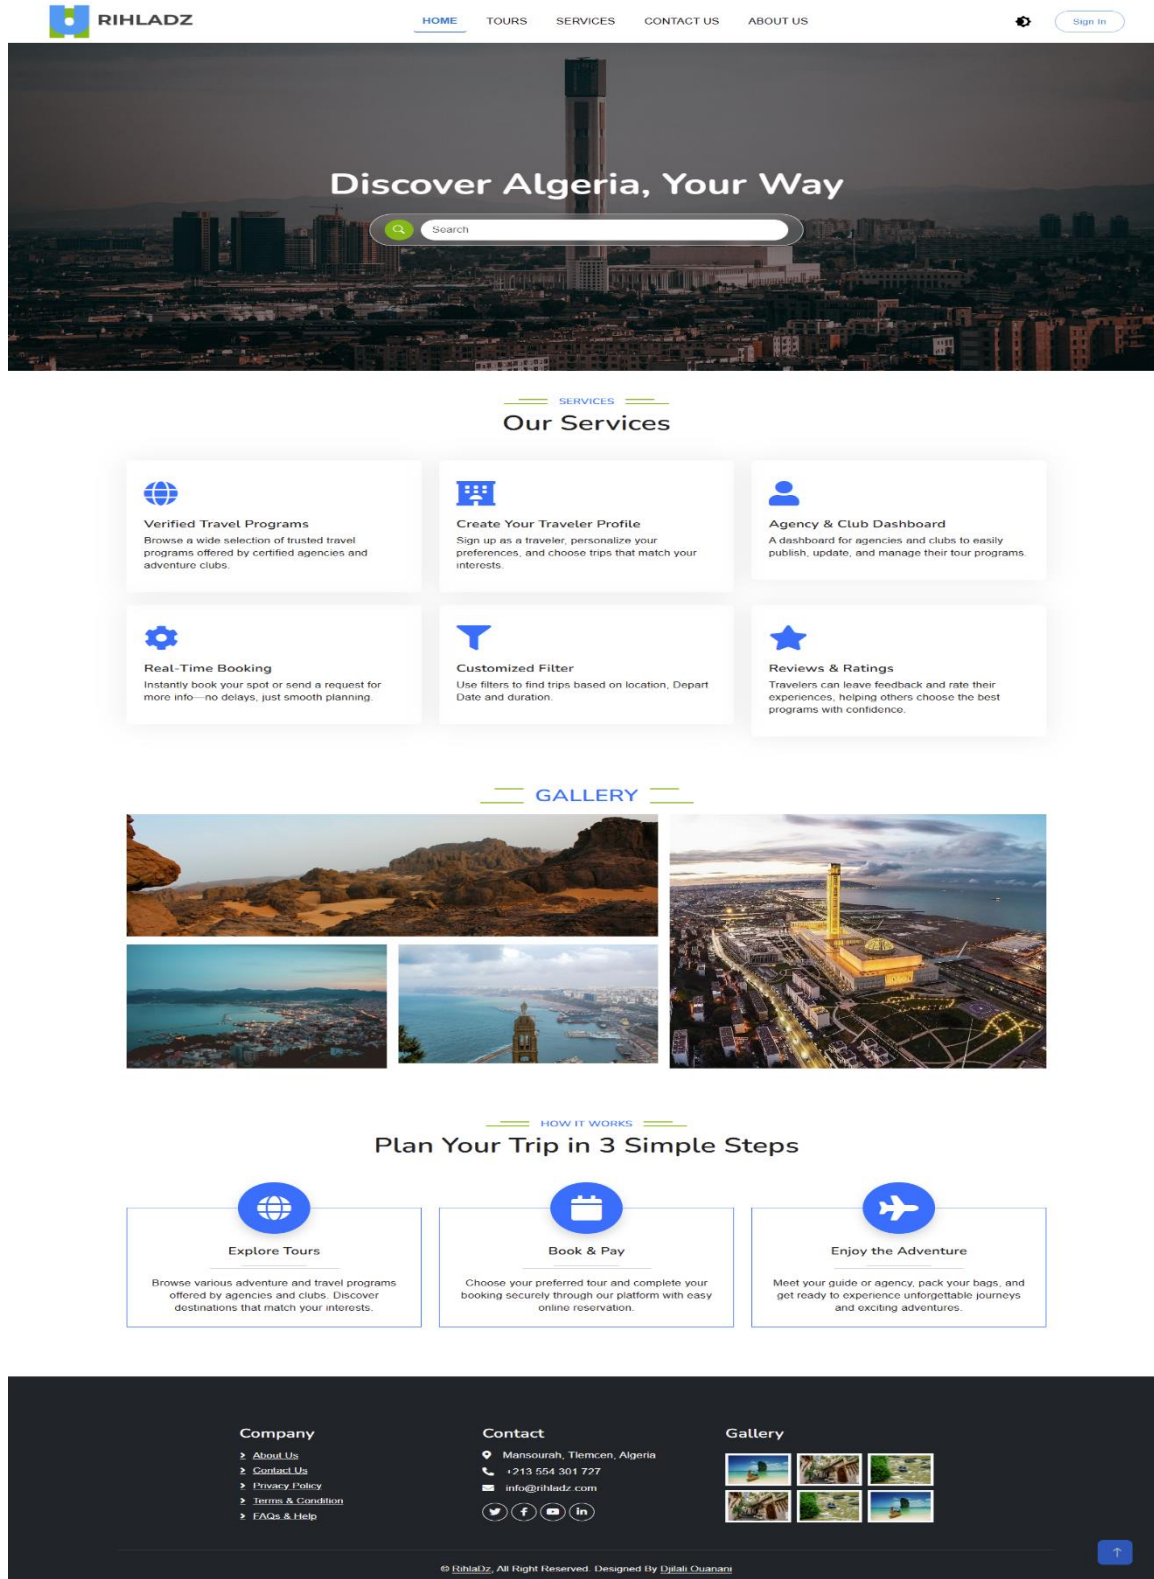 RIHLADZ
HOME TOURS SERVICES CONTACT US ABOUT US
Sign In
Discover Algeria, Your Way
Search
SERVICES
Our Services
Verified Travel Programs
Browse a wide selection of trusted travel
programs offered by certified agencies and
adventure clubs.
Create Your Traveler Profile
Sign up as a traveler, personalize your
preferences, and choose trips that match your
interests.
Agency & Club Dashboard
A dashboard for agencies and clubs to easily
publish, update, and manage their tour programs.
Real-Time Booking
Instantly book your spot or send a request for
more info—no delays, just smooth planning.
Customized Filter
Use filters to find trips based on location, Depart
Date and duration.
Reviews & Ratings
Travelers can leave feedback and rate their
experiences, helping others choose the best
programs with confidence.
GALLERY
HOW IT WORKS
Plan Your Trip in 3 Simple Steps
Explore Tours
Browse various adventure and travel programs
offered by agencies and clubs. Discover
destinations that match your interests.
Book & Pay
Choose your preferred tour and complete your
booking securely through our platform with easy
online reservation.
Enjoy the Adventure
Meet your guide or agency, pack your bags, and
get ready to experience unforgettable journeys
and exciting adventures.
Company
About Us
Contact Us
Privacy Policy
Terms & Condition
FAQs & Help
Contact
Mansourah, Tlemcen, Algeria
+213 554 301 727
info@rihladz.com
Gallery
© RihlaDz, All Right Reserved. Designed By Djilali Ouanani